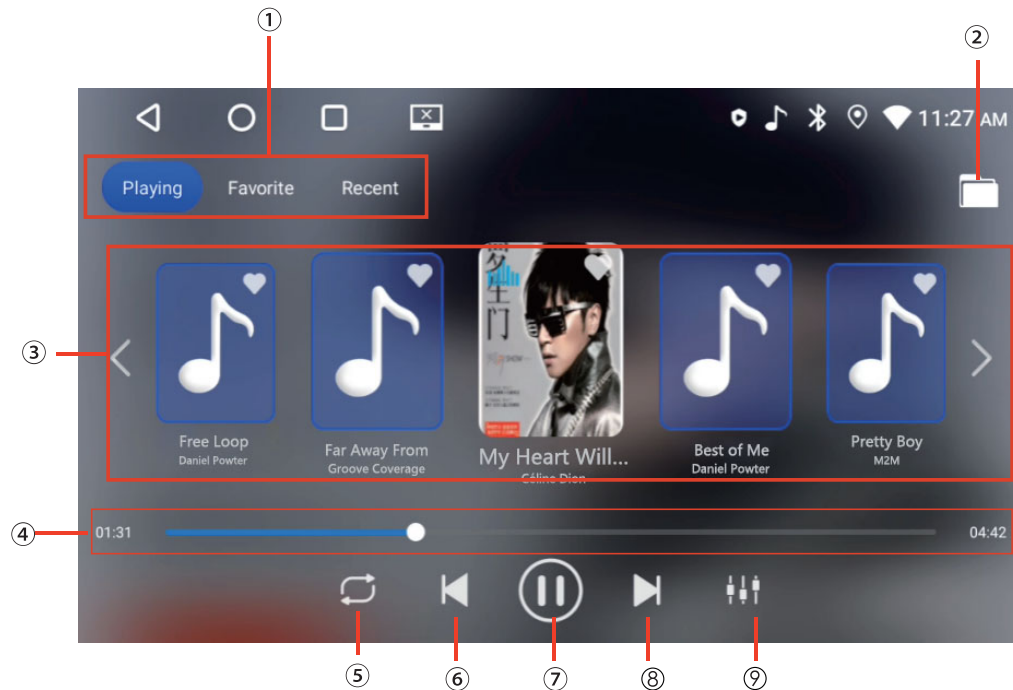 ① ②
11:27 AM
Playing Favorite Recent
③
Free Loop
Daniel Powter
Far Away From
Groove Coverage
My Heart Will...
Céline Dion
Best of Me
Daniel Powter
Pretty Boy
M2M
④
01:31 04:42
⑤ ⑥ ⑦ ⑧ ⑨